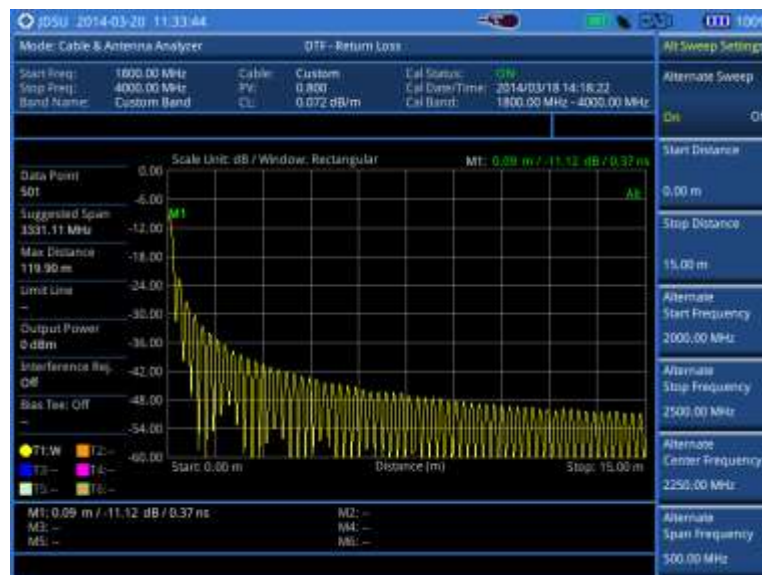 JDSU 2014-03-20 11:33:44
100%
Mode: Cable & Antenna Analyzer
DTF - Return Loss
Alt Sweep Settings
Start Freq: 1800.00 MHz
Stop Freq: 4000.00 MHz
Band Name: Custom Band
Cable: Custom
PV: 0.800
CL: 0.072 dB/m
Cal Status: ON
Cal Date/Time: 2014/03/18 14:18:22
Cal Band: 1800.00 MHz - 4000.00 MHz
Alternate Sweep
On Of
Scale Unit: dB / Window: Rectangular
M1: 0.09 m / -11.12 dB / 0.37 ns
Alt
M1
Data Point
501
Suggested Span
3331.11 MHz
Max Distance
119.90 m
Limit Line
--
Output Power
0 dBm
Interference Rej.
Off
Bias Tee: Off
--
T1:W T2:--
T3:-- T4:--
T5:-- T6:--
0.00
-6.00
-12.00
-18.00
-24.00
-30.00
-36.00
-42.00
-48.00
-54.00
-60.00
Start: 0.00 m
Distance (m)
Stop: 15.00 m
M1: 0.09 m / -11.12 dB / 0.37 ns
M2: --
M3: --
M4: --
M5: --
M6: --
Start Distance
0.00 m
Stop Distance
15.00 m
Alternate
Start Frequency
2000.00 MHz
Alternate
Stop Frequency
2500.00 MHz
Alternate
Center Frequency
2250.00 MHz
Alternate
Span Frequency
500.00 MHz